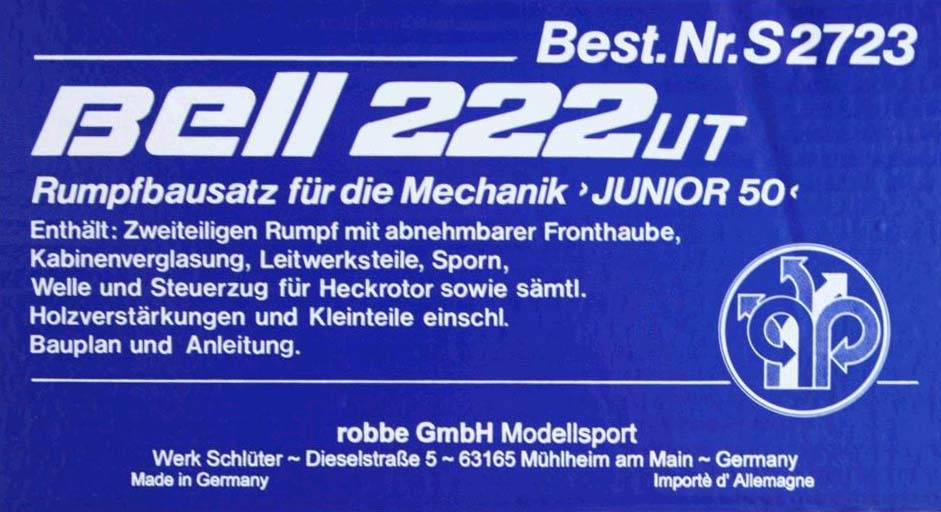 Best. Nr. S2723
Bell 222 UT
Rumpfbausatz für die Mechanik ›JUNIOR 50‹
Enthält: Zweiteiligen Rumpf mit abnehmbarer Fronthaube,
Kabinenverglasung, Leitwerksteile, Sporn,
Welle und Steuerzug für Heckrotor sowie sämtl.
Holzverstärkungen und Kleinteile einschl.
Bauplan und Anleitung.
robbe GmbH Modellsport
Werk Schlüter ~ Dieselstraße 5 ~ 63165 Mühlheim am Main ~ Germany
Made in Germany Importè d' Allemagne